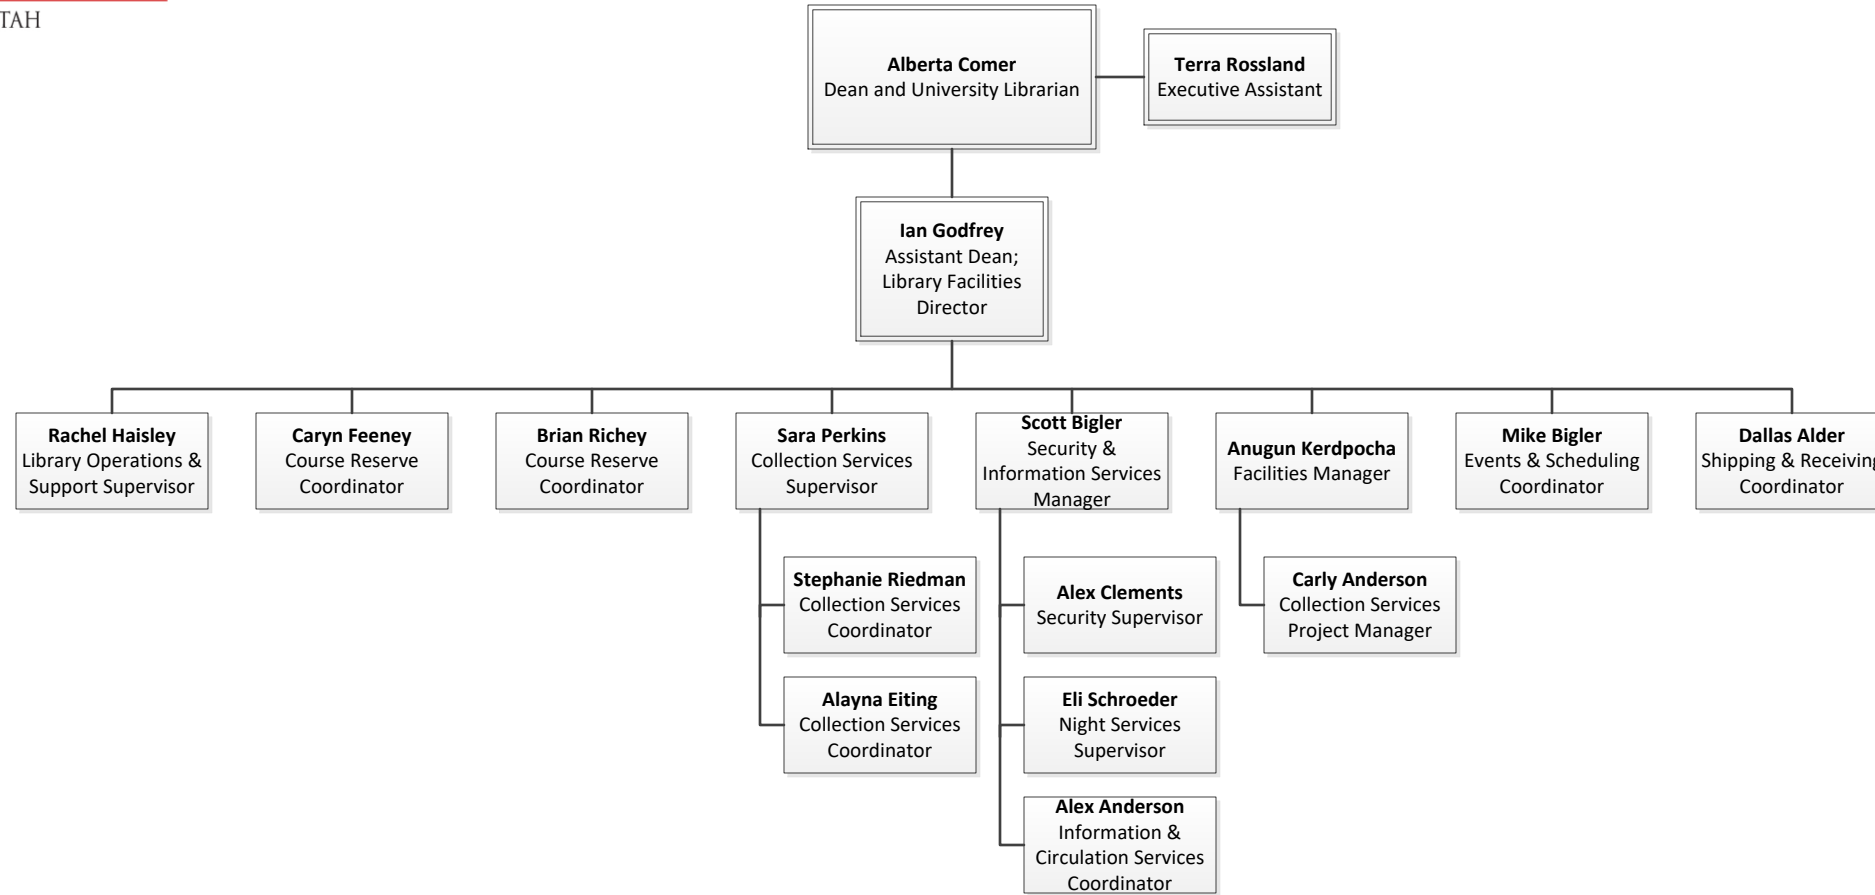 TAH
Alberta Comer
Dean and University Librarian
Terra Rossland
Executive Assistant
Ian Godfrey
Assistant Dean;
Library Facilities
Director
Rachel Haisley
Library Operations &
Support Supervisor
Caryn Feeney
Course Reserve
Coordinator
Brian Richey
Course Reserve
Coordinator
Sara Perkins
Collection Services
Supervisor
Scott Bigler
Security &
Information Services
Manager
Anugun Kerdpocha
Facilities Manager
Mike Bigler
Events & Scheduling
Coordinator
Dallas Alder
Shipping & Receiving
Coordinator
Stephanie Riedman
Collection Services
Coordinator
Alayna Eiting
Collection Services
Coordinator
Alex Clements
Security Supervisor
Eli Schroeder
Night Services
Supervisor
Alex Anderson
Information &
Circulation Services
Coordinator
Carly Anderson
Collection Services
Project Manager